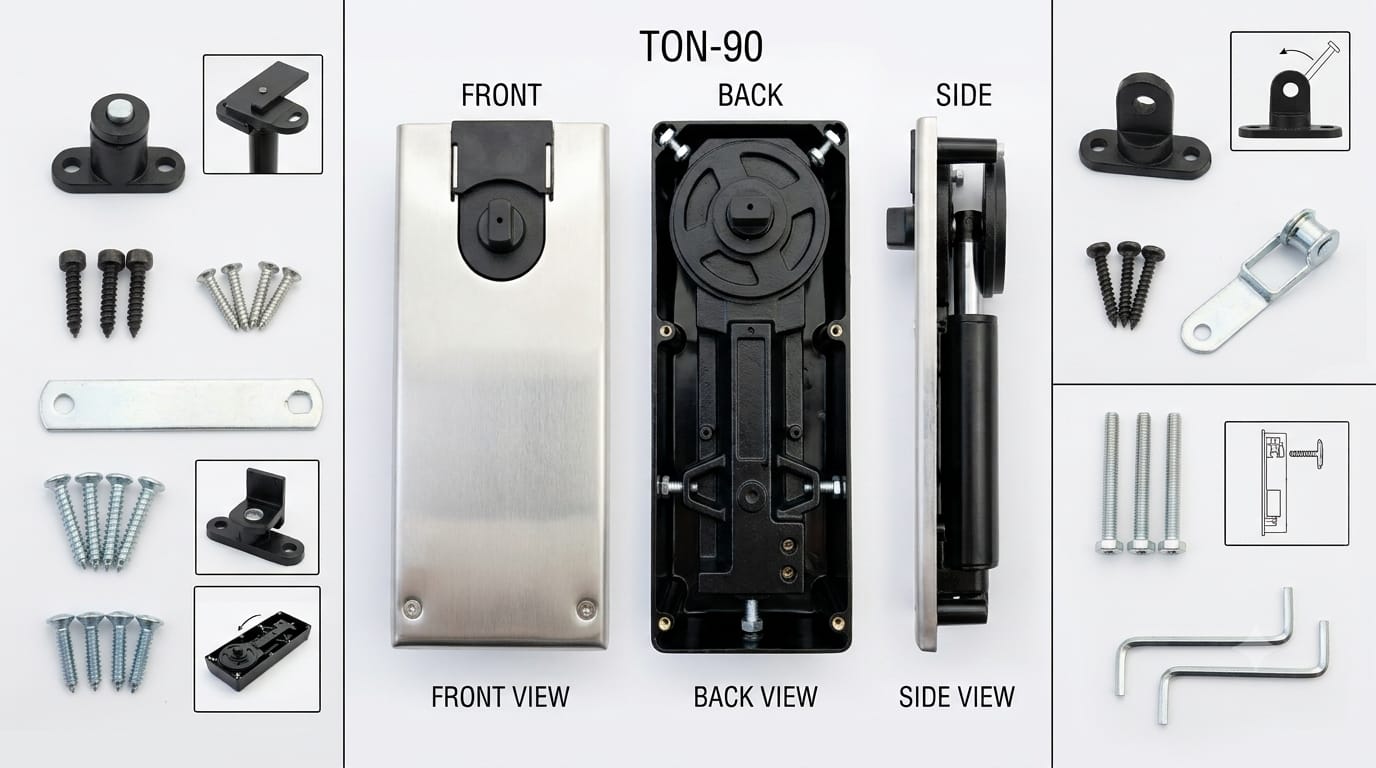 TON-90
FRONT
BACK
SIDE
FRONT VIEW
BACK VIEW
SIDE VIEW